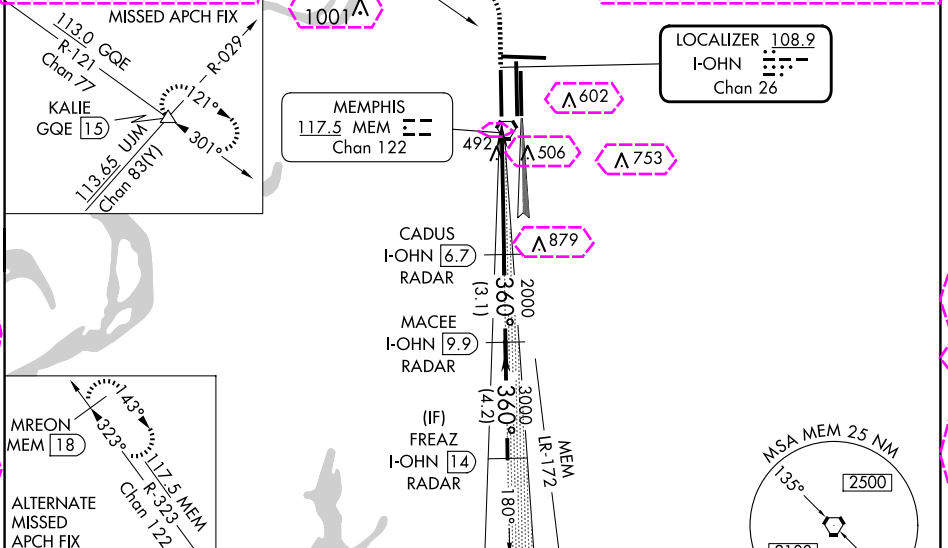 MISSED APCH FIX
113.0 GQE
R-121
Chan 77
R-029
KALIE
GQE 15
121°
301°
113.65 UJM
Chan 83(Y)
1001
LOCALIZER 108.9
I-OHN
Chan 26
MEMPHIS
117.5 MEM
Chan 122
602
492
506
753
879
CADUS
I-OHN 6.7
RADAR
2000
360°
(3.1)
MACEE
I-OHN 9.9
RADAR
3000
360°
(4.2)
(IF)
FREAZ
I-OHN 14
RADAR
MEM
LR-172
180°
MREON
MEM 18
143°
323°
117.5 MEM
R-323
Chan 122
ALTERNATE
MISSED
APCH FIX
MSA MEM 25 NM
135°
2500